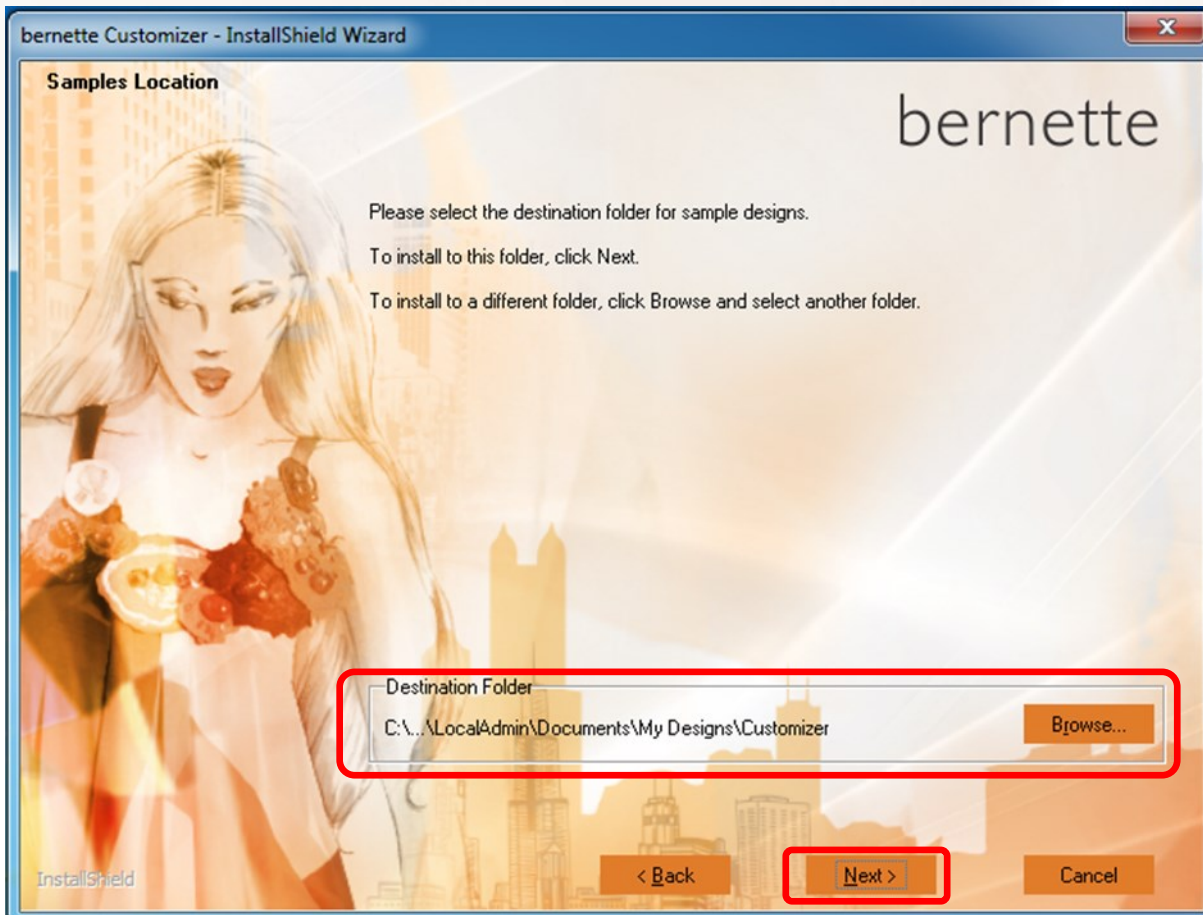 bernette Customizer - InstallShield Wizard
Samples Location
bernette
Please select the destination folder for sample designs.
To install to this folder, click Next.
To install to a different folder, click Browse and select another folder.
Destination Folder
C:\...\LocalAdmin\Documents\My Designs\Customizer
Browse...
InstallShield
< Back
Next >
Cancel